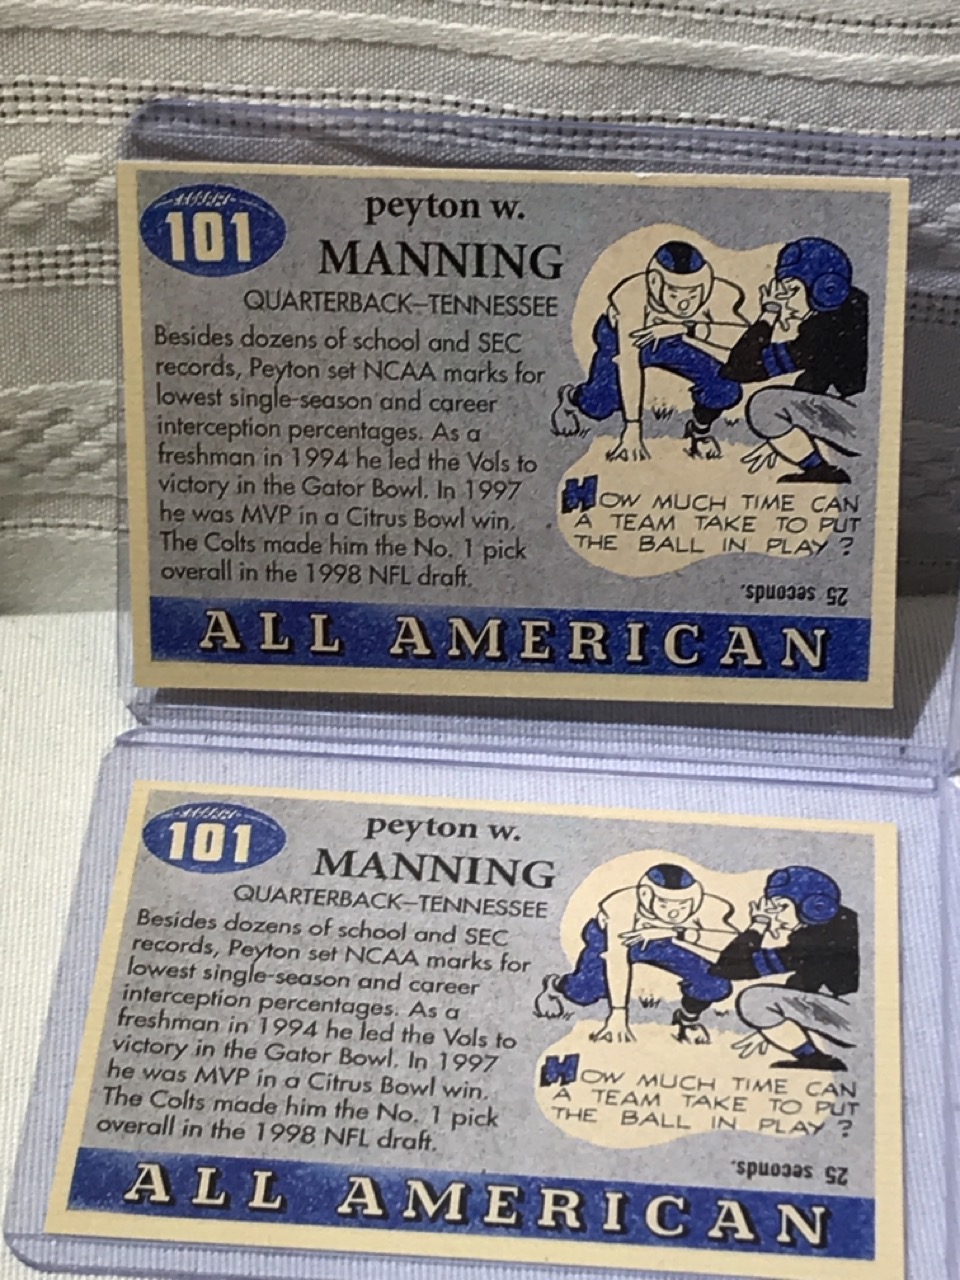 101
peyton w.
MANNING
QUARTERBACK–TENNESSEE
Besides dozens of school and SEC
records, Peyton set NCAA marks for
lowest single-season and career
interception percentages. As a
freshman in 1994 he led the Vols to
victory in the Gator Bowl. In 1997
he was MVP in a Citrus Bowl win.
The Colts made him the No. 1 pick
overall in the 1998 NFL draft.
HOW MUCH TIME CAN
A TEAM TAKE TO PUT
THE BALL IN PLAY?
25 seconds.
ALL AMERICAN
101
peyton w.
MANNING
QUARTERBACK–TENNESSEE
Besides dozens of school and SEC
records, Peyton set NCAA marks for
lowest single-season and career
interception percentages. As a
freshman in 1994 he led the Vols to
victory in the Gator Bowl. In 1997
he was MVP in a Citrus Bowl win.
The Colts made him the No. 1 pick
overall in the 1998 NFL draft.
HOW MUCH TIME CAN
A TEAM TAKE TO PUT
THE BALL IN PLAY?
25 seconds.
ALL AMERICAN